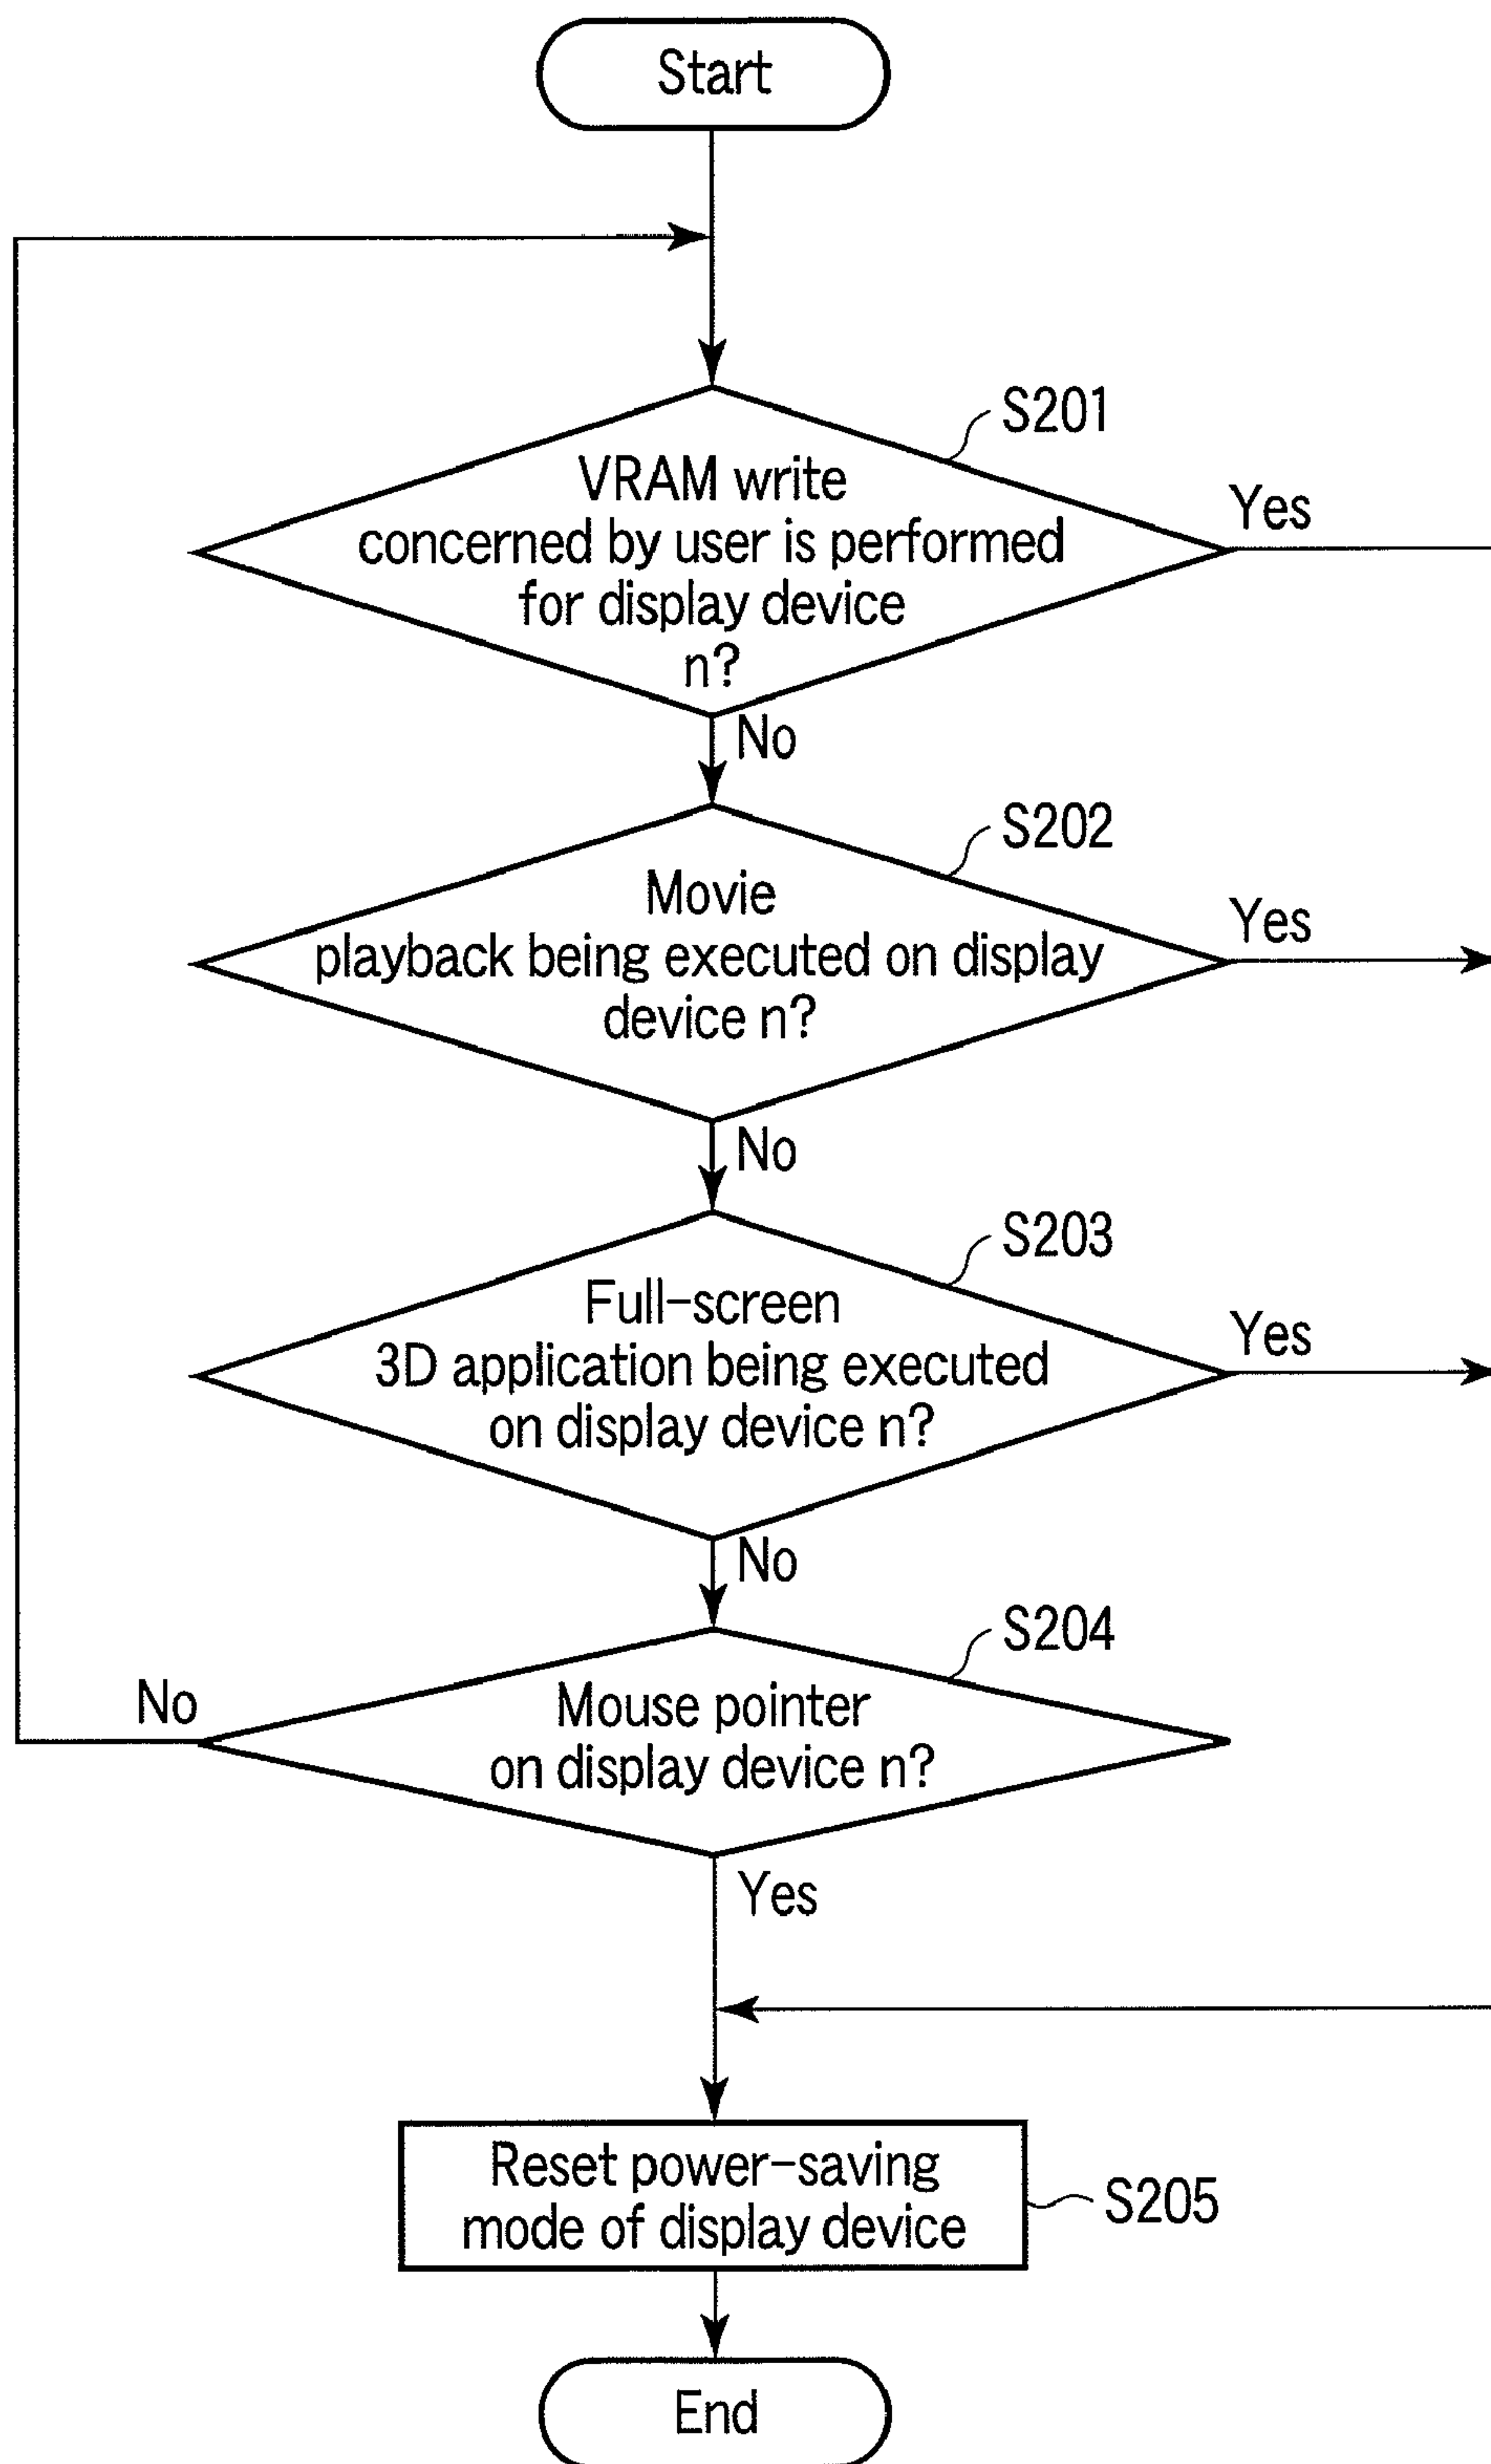 Start
S201
VRAM write
concerned by user is performed
for display device
n?
Yes
No
S202
Movie
playback being executed on display
device n?
Yes
No
S203
Full-screen
3D application being executed
on display device n?
Yes
No
S204
Mouse pointer
on display device n?
No
Yes
Reset power-saving
mode of display device
S205
End